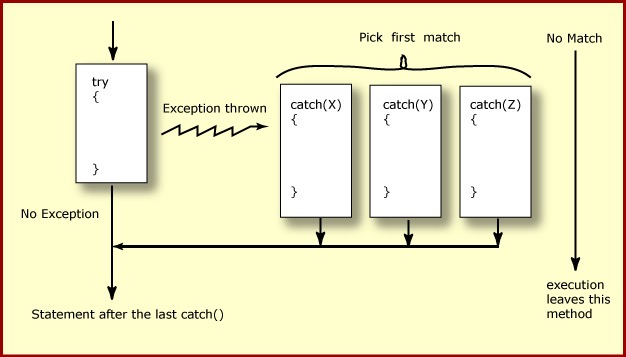 Pick first match
No Match
try
{
}
Exception thrown
catch(X)
{
}
catch(Y)
{
}
catch(Z)
{
}
No Exception
Statement after the last catch()
execution
leaves this
method